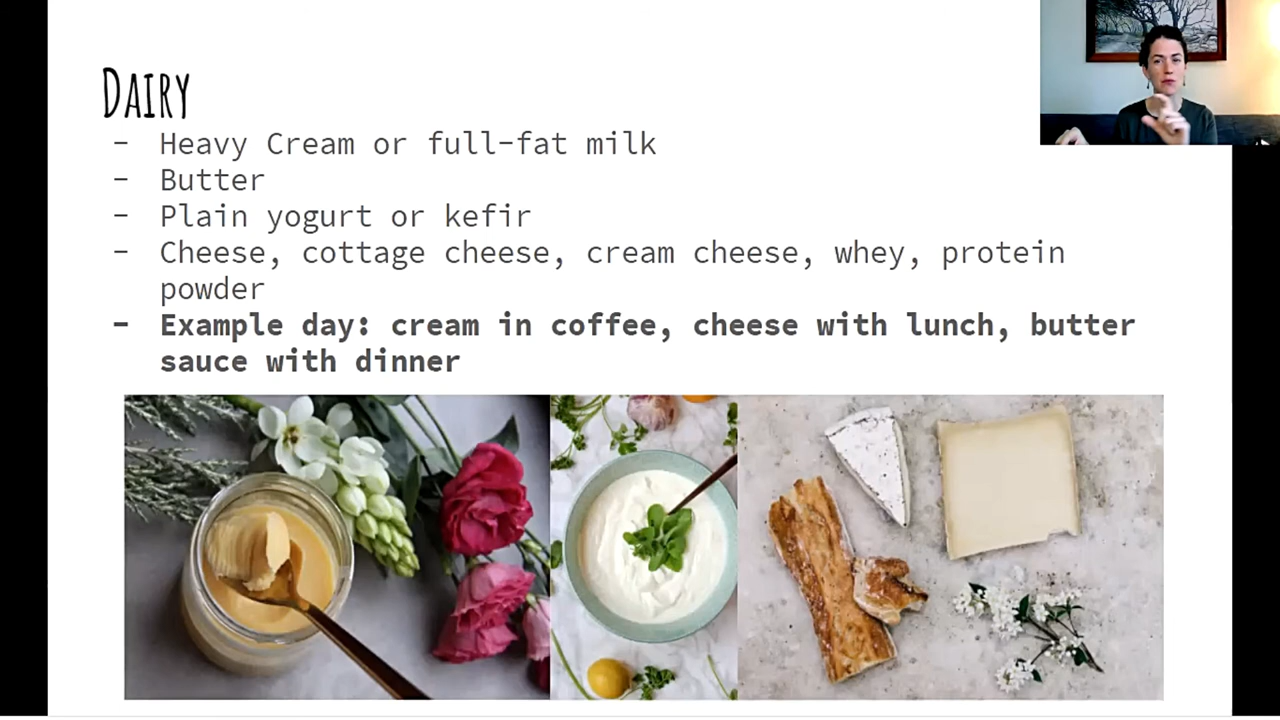 Dairy
- Heavy Cream or full-fat milk
- Butter
- Plain yogurt or kefir
- Cheese, cottage cheese, cream cheese, whey, protein
powder
- Example day: cream in coffee, cheese with lunch, butter
sauce with dinner